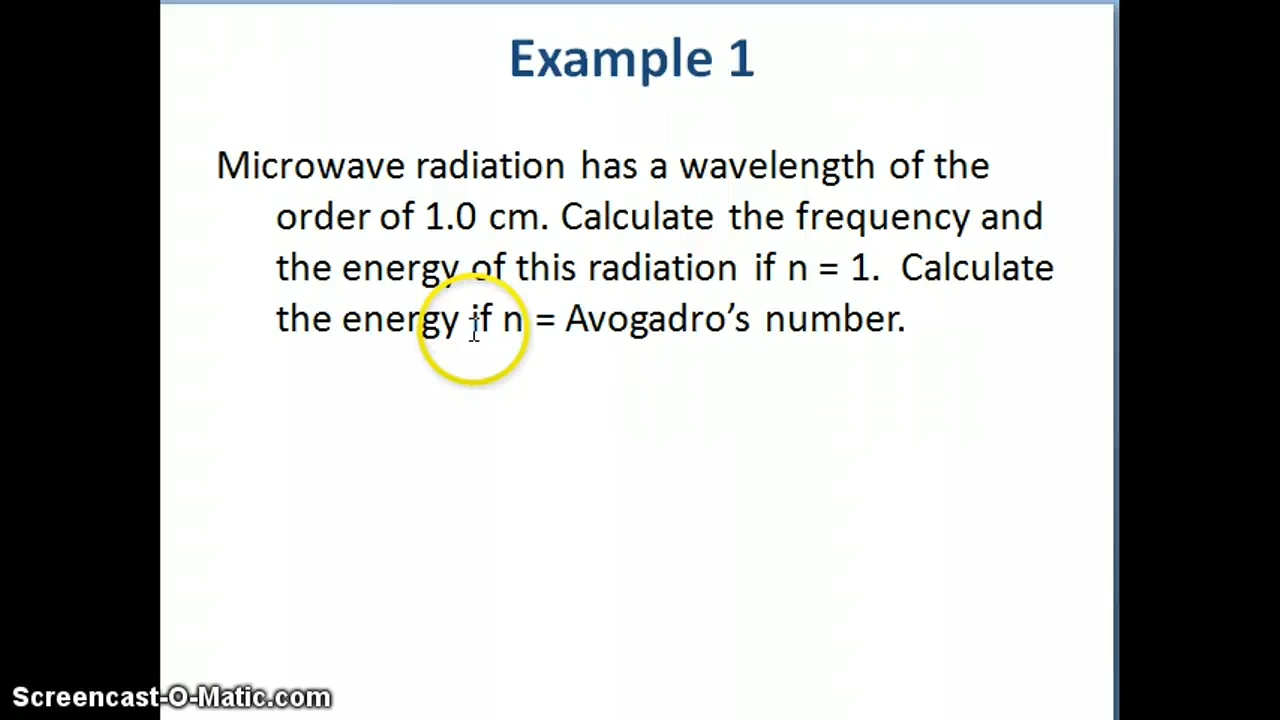 Example 1
Microwave radiation has a wavelength of the
order of 1.0 cm. Calculate the frequency and
the energy of this radiation if n = 1.  Calculate
the energy if n = Avogadro’s number.
Screencast-O-Matic.com